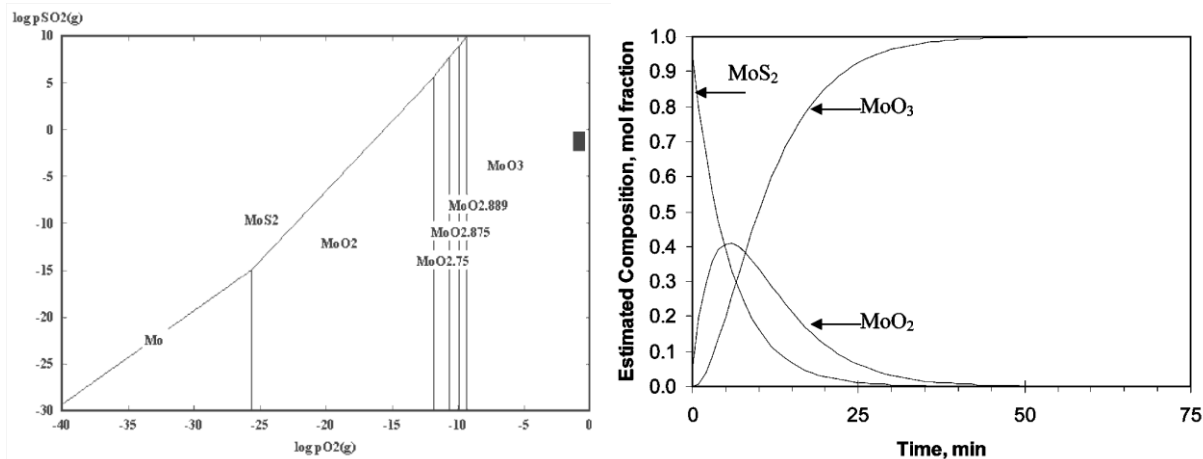 log pSO2(g)
10
5
0
-5
-10
-15
-20
-25
-30
-40
-35
-30
-25
-20
-15
-10
-5
0
log pO2(g)
MoO3
MoO2.889
MoS2
MoO2
MoO2.875
MoO2.75
Mo
Estimated Composition, mol fraction
1.0
0.9
0.8
0.7
0.6
0.5
0.4
0.3
0.2
0.1
0.0
0
25
50
75
Time, min
MoS₂
MoO₃
MoO₂